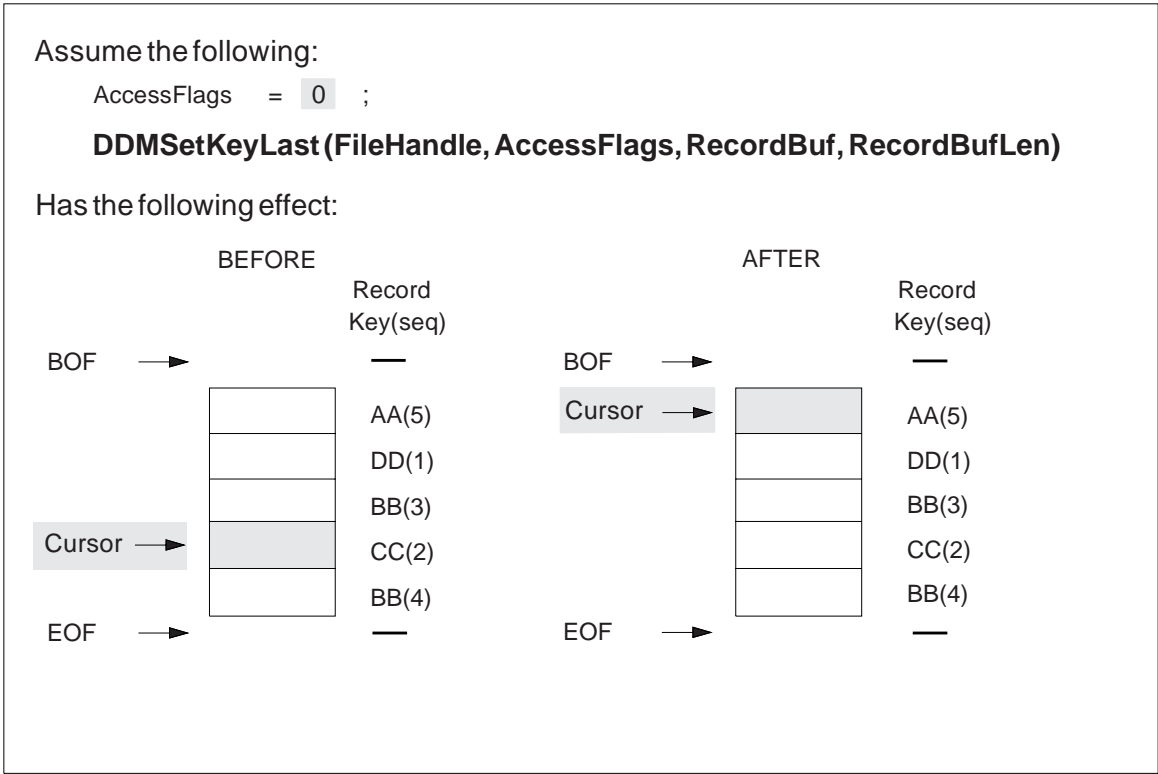 Assume the following:
AccessFlags = 0 ;
DDMSetKeyLast (FileHandle, AccessFlags, RecordBuf, RecordBufLen)
Has the following effect:
BEFORE
Record
Key(seq)
BOF
AA(5)
DD(1)
BB(3)
Cursor
CC(2)
BB(4)
EOF
AFTER
Record
Key(seq)
BOF
Cursor
AA(5)
DD(1)
BB(3)
CC(2)
BB(4)
EOF